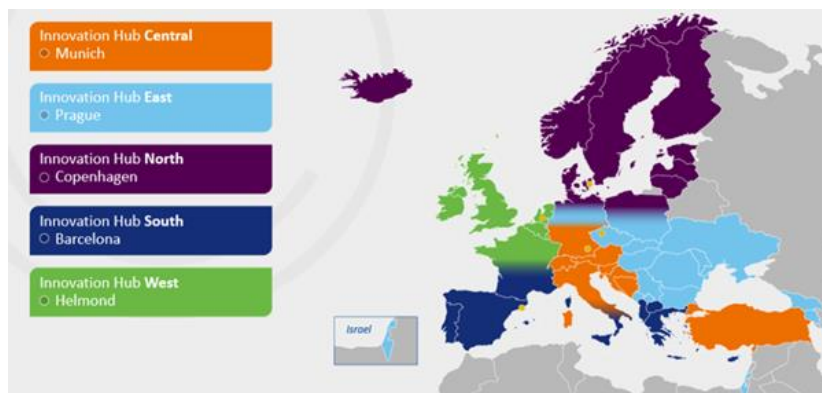 Innovation Hub Central
Munich
Innovation Hub East
Prague
Innovation Hub North
Copenhagen
Innovation Hub South
Barcelona
Innovation Hub West
Helmond
Israel